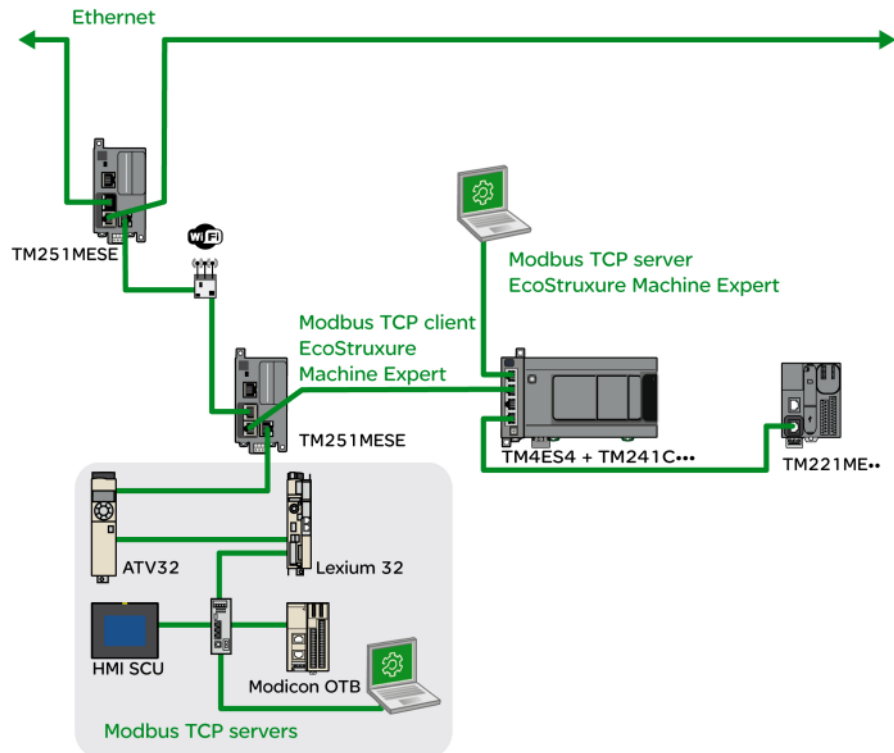 Ethernet
TM251MESE
WiFi
Modbus TCP server
EcoStruxure Machine Expert
Modbus TCP client
EcoStruxure
Machine Expert
TM251MESE
TM4ES4 + TM241C•••
TM221ME••
ATV32
Lexium 32
HMI SCU
Modicon OTB
Modbus TCP servers